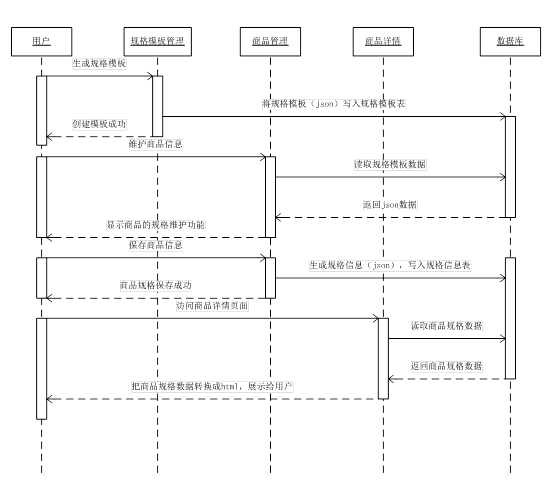 用户
规格模板管理
商品管理
商品详情
数据库
生成规格模板
将规格模板（json）写入规格模板表
创建模板成功
维护商品信息
读取规格模板数据
返回json数据
显示商品的规格维护功能
保存商品信息
生成规格信息（json），写入规格信息表
商品规格保存成功
访问商品详情页面
读取商品规格数据
返回商品规格数据
把商品规格数据转换成html，展示给用户